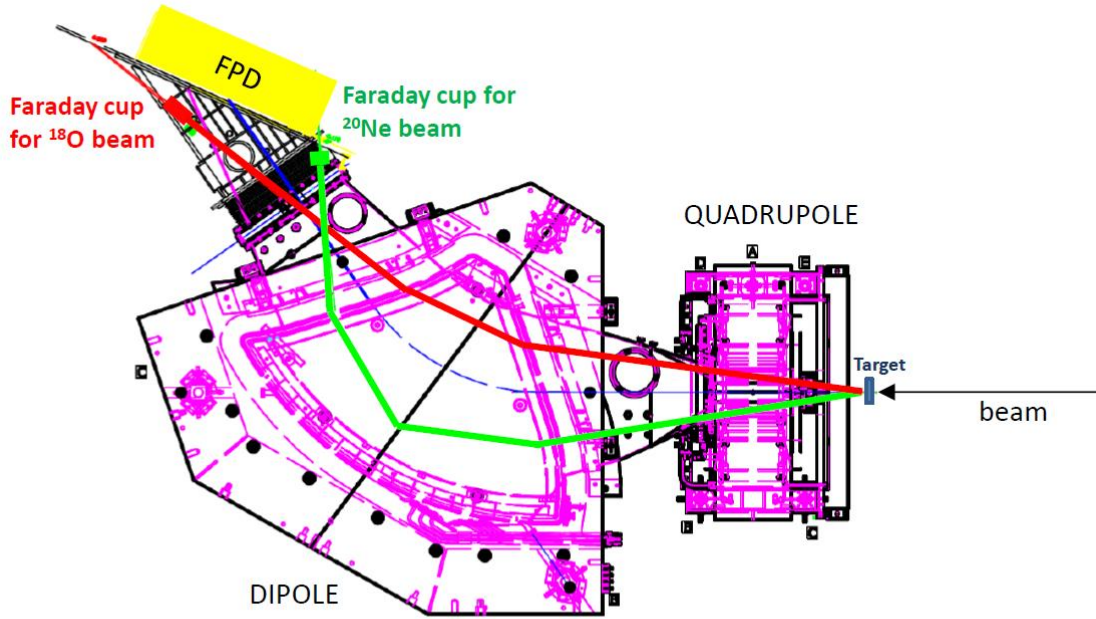 FPD
Faraday cup
for ¹⁸O beam
Faraday cup for
²⁰Ne beam
QUADRUPOLE
A
Target
beam
C
DIPOLE